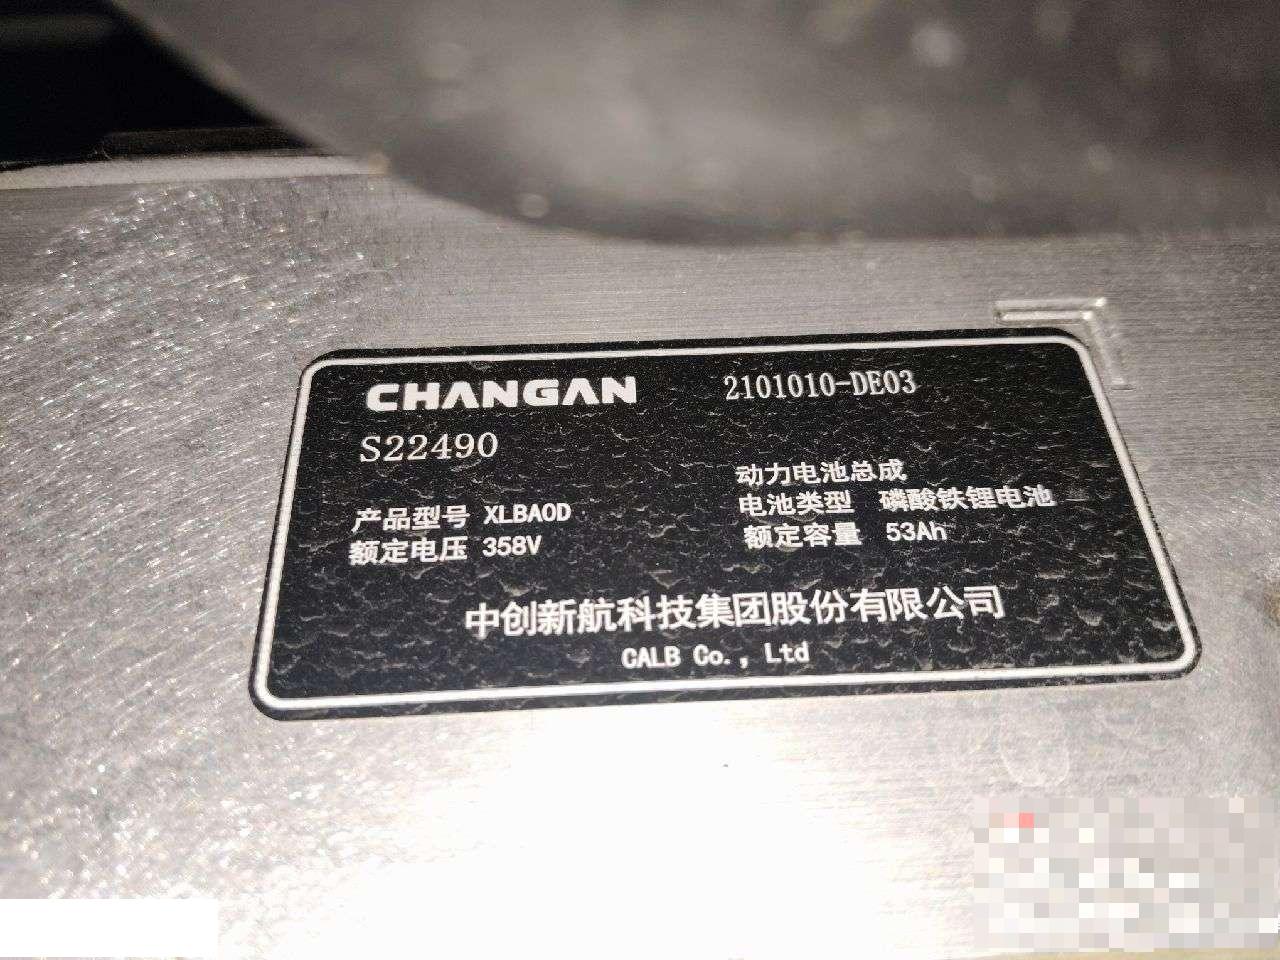 CHANGAN 2101010-DE03
S22490
动力电池总成
产品型号 XLBA0D 电池类型 磷酸铁锂电池
额定电压 358V 额定容量 53Ah
中创新航科技集团股份有限公司
CALB Co., Ltd